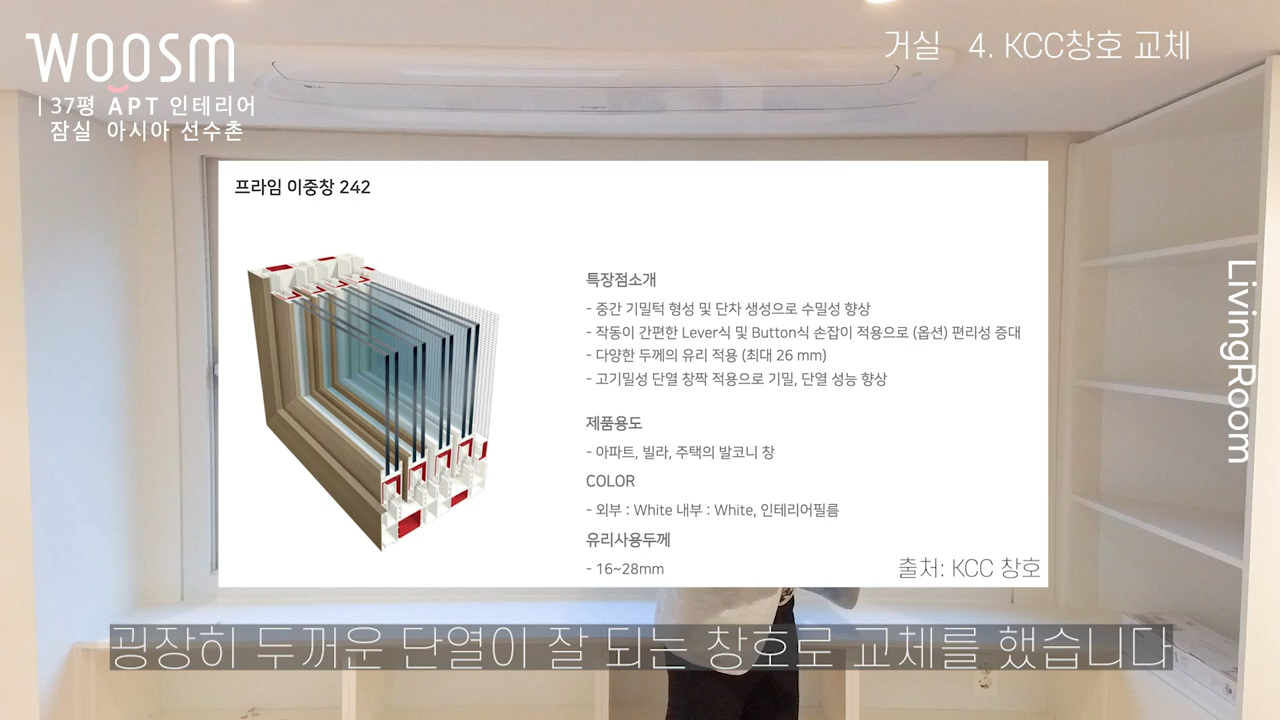 WOOSM
| 37평 APT 인테리어
잠실 아시아 선수촌
거실 4. KCC창호 교체
프라임 이중창 242
특장점소개
- 중간 기밀턱 형성 및 단차 생성으로 수밀성 향상
- 작동이 간편한 Lever식 및 Button식 손잡이 적용으로 (옵션) 편리성 증대
- 다양한 두께의 유리 적용 (최대 26 mm)
- 고기밀성 단열 창짝 적용으로 기밀, 단열 성능 향상
제품용도
- 아파트, 빌라, 주택의 발코니 창
COLOR
- 외부 : White 내부 : White, 인테리어필름
유리사용두께
- 16~28mm
출처: KCC 창호
LivingRoom
굉장히 두꺼운 단열이 잘 되는 창호로 교체를 했습니다